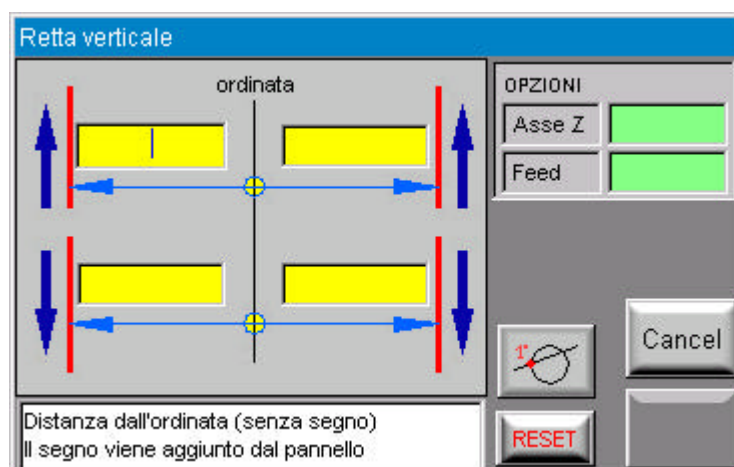 Retta verticale
ordinata
OPZIONI
Asse Z
Feed
1°
Cancel
RESET
Distanza dall'ordinata (senza segno)
Il segno viene aggiunto dal pannello